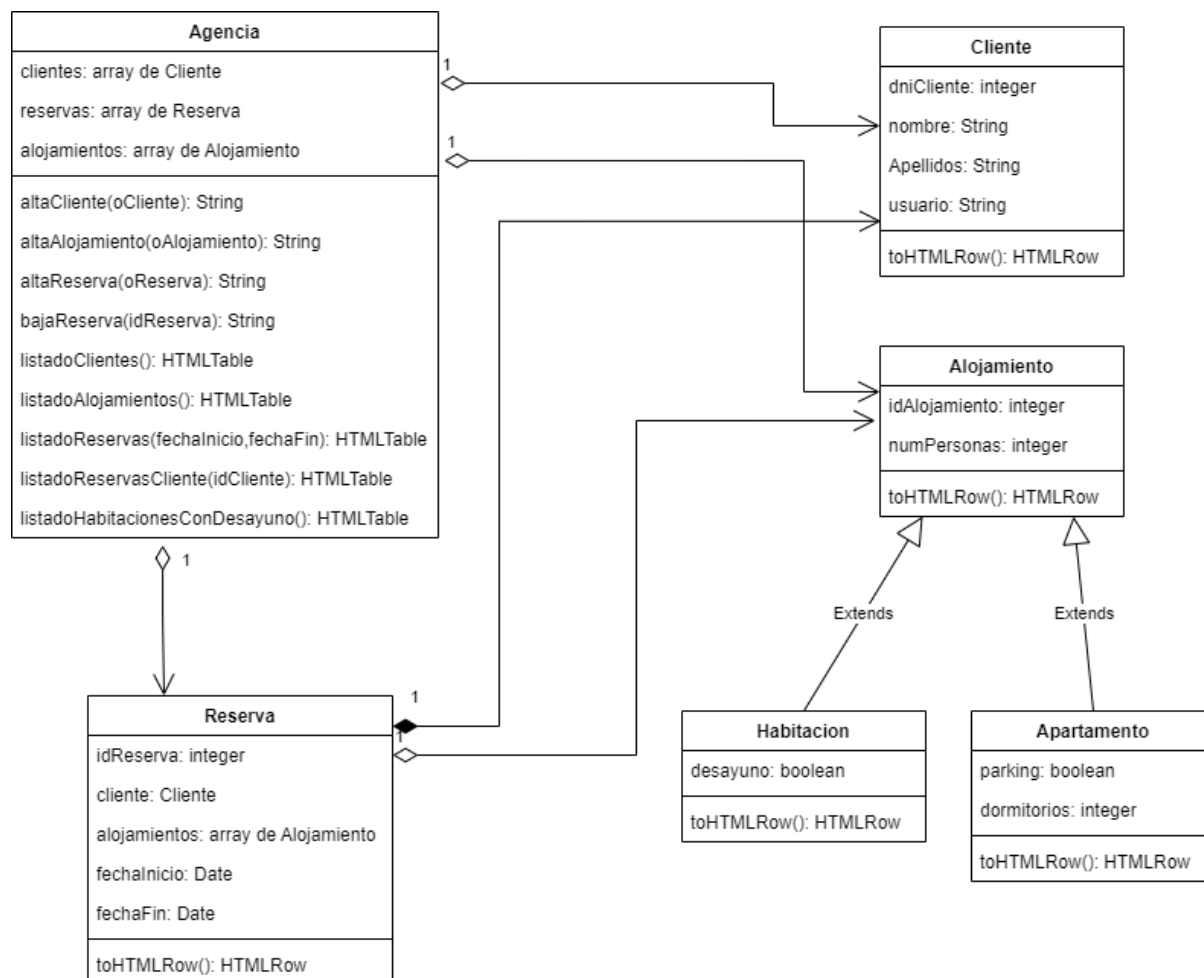 Agencia
clientes: array de Cliente
reservas: array de Reserva
alojamientos: array de Alojamiento
altaCliente(oCliente): String
altaAlojamiento(oAlojamiento): String
altaReserva(oReserva): String
bajaReserva(idReserva): String
listadoClientes(): HTMLTable
listadoAlojamientos(): HTMLTable
listadoReservas(fechaInicio,fechaFin): HTMLTable
listadoReservasCliente(idCliente): HTMLTable
listadoHabitacionesConDesayuno(): HTMLTable
1
1
1
Cliente
dniCliente: integer
nombre: String
Apellidos: String
usuario: String
toHTMLRow(): HTMLRow
Alojamiento
idAlojamiento: integer
numPersonas: integer
toHTMLRow(): HTMLRow
Extends
Extends
Reserva
idReserva: integer
cliente: Cliente
alojamientos: array de Alojamiento
fechaInicio: Date
fechaFin: Date
toHTMLRow(): HTMLRow
1
1
Habitacion
desayuno: boolean
toHTMLRow(): HTMLRow
Apartamento
parking: boolean
dormitorios: integer
toHTMLRow(): HTMLRow